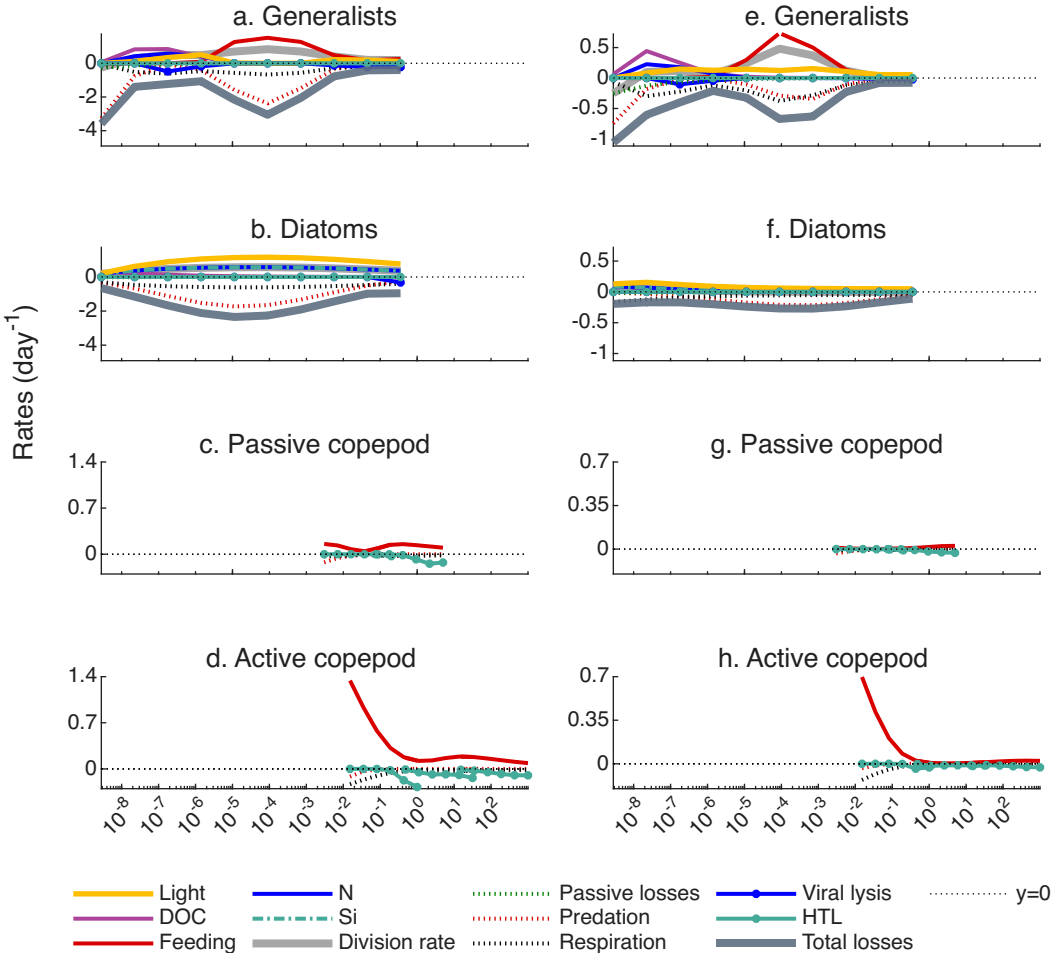 a. Generalists
0
-2
-4
e. Generalists
0.5
0
-0.5
-1
b. Diatoms
0
-2
-4
f. Diatoms
0.5
0
-0.5
-1
Rates (day⁻¹)
c. Passive copepod
1.4
0.7
0
g. Passive copepod
0.7
0.35
0
d. Active copepod
1.4
0.7
0
10⁻⁸ 10⁻⁷ 10⁻⁶ 10⁻⁵ 10⁻⁴ 10⁻³ 10⁻² 10⁻¹ 10⁰ 10¹ 10²
h. Active copepod
0.7
0.35
0
10⁻⁸ 10⁻⁷ 10⁻⁶ 10⁻⁵ 10⁻⁴ 10⁻³ 10⁻² 10⁻¹ 10⁰ 10¹ 10²
Light N Passive losses Viral lysis y=0
DOC Si Predation HTL
Feeding Division rate Respiration Total losses